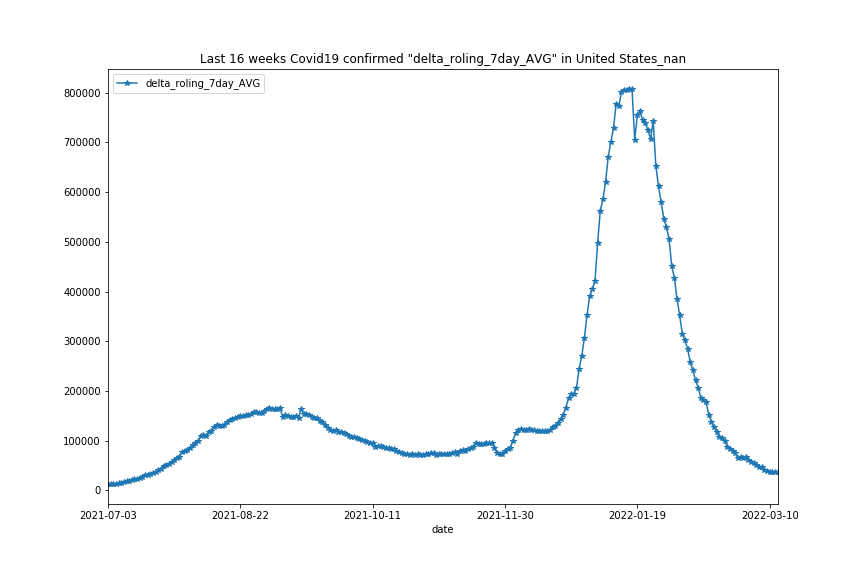 Last 16 weeks Covid19 confirmed "delta_roling_7day_AVG" in United States_nan
delta_roling_7day_AVG
800000
700000
600000
500000
400000
300000
200000
100000
0
2021-07-03 2021-08-22 2021-10-11 2021-11-30 2022-01-19 2022-03-10
date